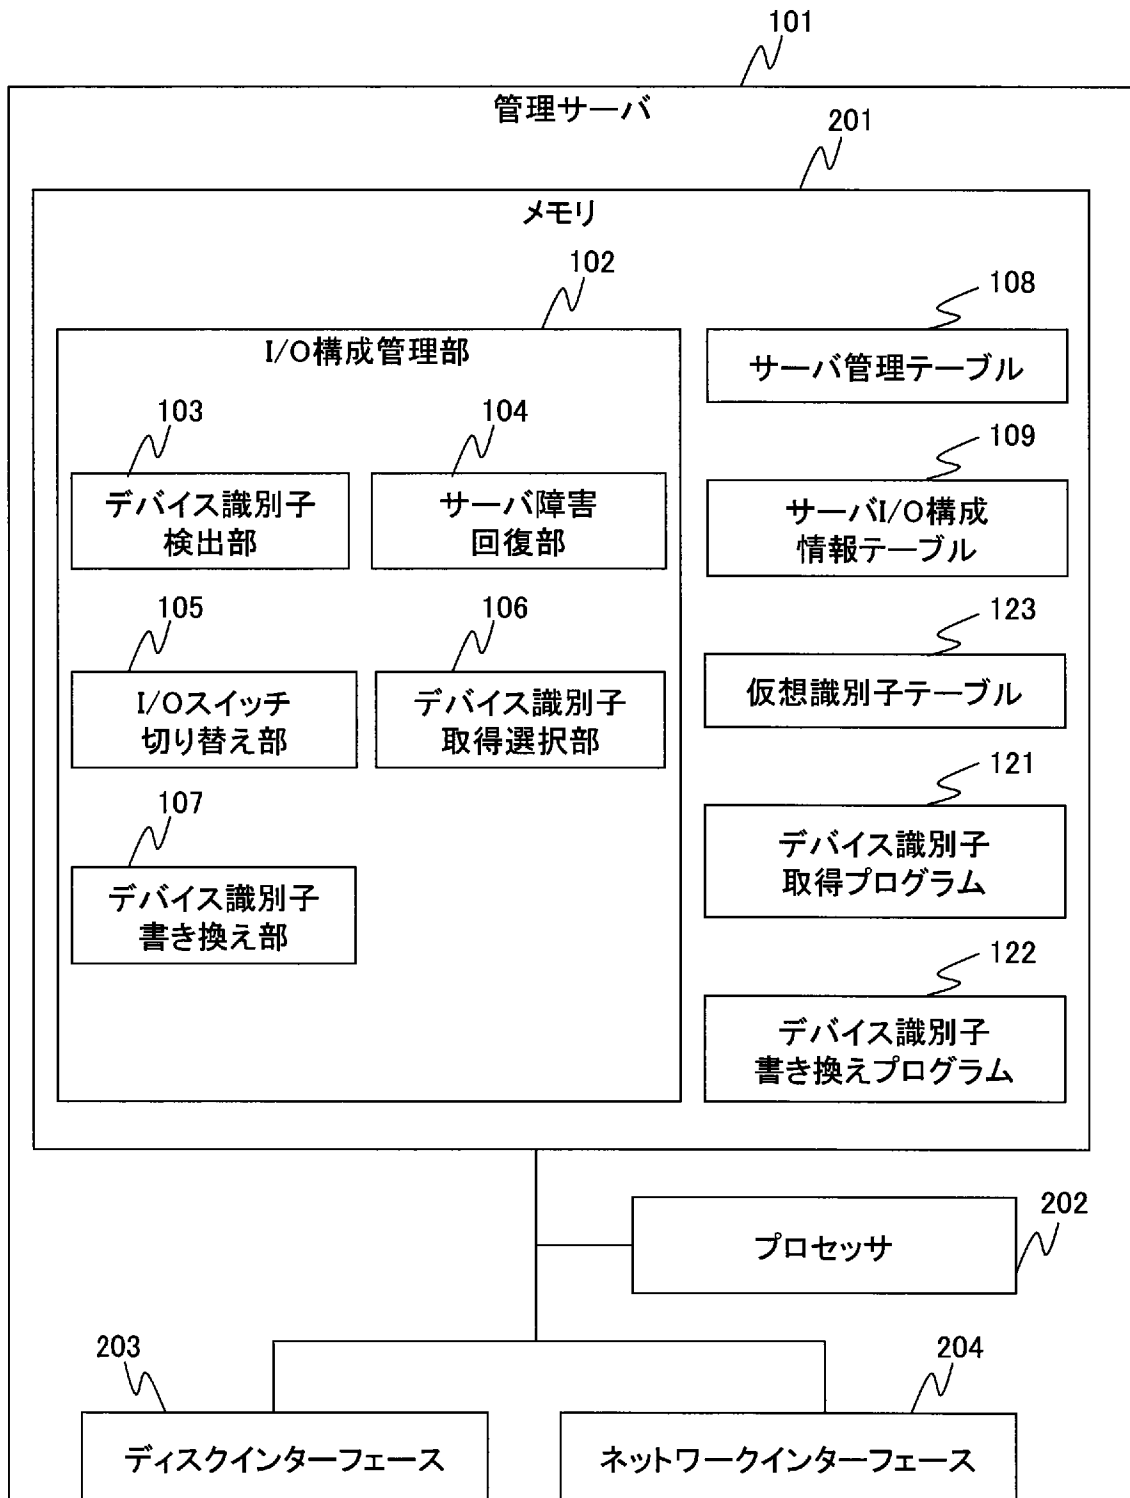 101
管理サーバ
201
メモリ
102
I/O構成管理部
108
サーバ管理テーブル
103
デバイス識別子
検出部
104
サーバ障害
回復部
109
サーバI/O構成
情報テーブル
105
I/Oスイッチ
切り替え部
106
デバイス識別子
取得選択部
123
仮想識別子テーブル
107
デバイス識別子
書き換え部
121
デバイス識別子
取得プログラム
122
デバイス識別子
書き換えプログラム
202
プロセッサ
203
ディスクインターフェース
204
ネットワークインターフェース